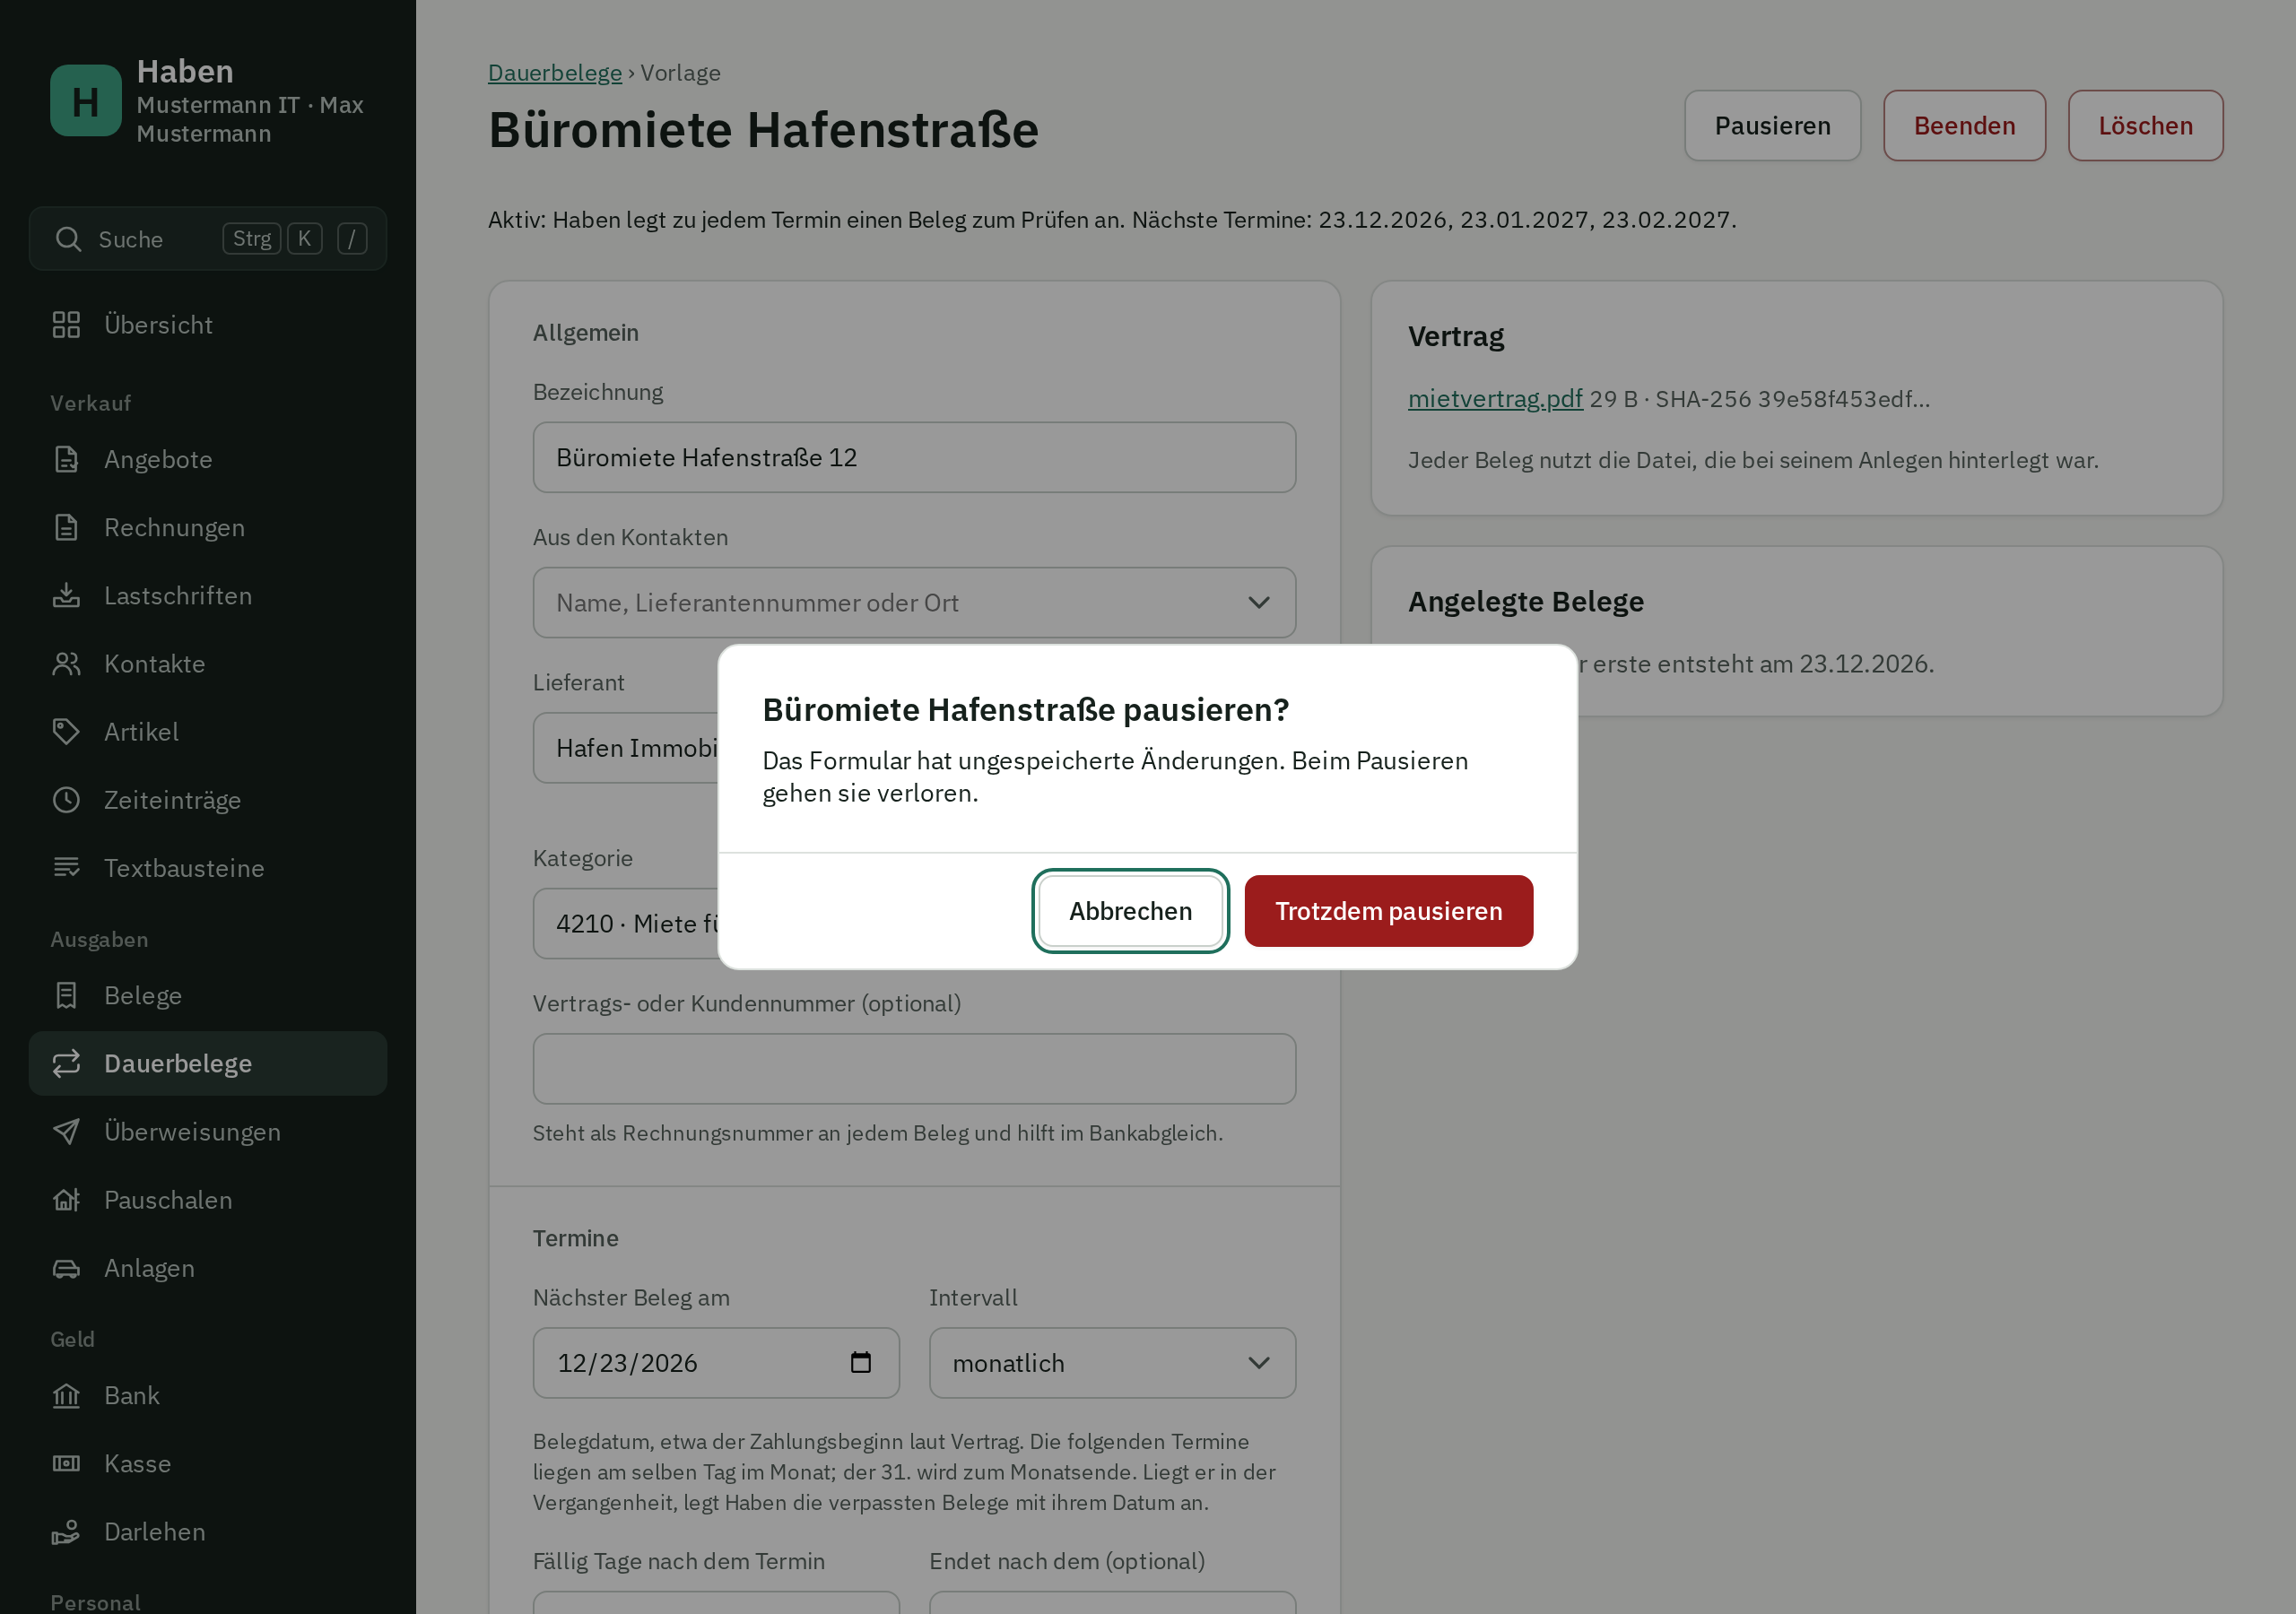 H
Haben
Mustermann IT · Max
Mustermann
Suche
Strg K /
Übersicht
Verkauf
Angebote
Rechnungen
Lastschriften
Kontakte
Artikel
Zeiteinträge
Textbausteine
Ausgaben
Belege
Dauerbelege
Überweisungen
Pauschalen
Anlagen
Geld
Bank
Kasse
Darlehen
Personal
Dauerbelege › Vorlage
Büromiete Hafenstraße
Pausieren
Beenden
Löschen
Aktiv: Haben legt zu jedem Termin einen Beleg zum Prüfen an. Nächste Termine: 23.12.2026, 23.01.2027, 23.02.2027.
Allgemein
Bezeichnung
Büromiete Hafenstraße 12
Aus den Kontakten
Name, Lieferantennummer oder Ort
Lieferant
Hafen Immobi
Kategorie
4210 · Miete fü
Vertrags- oder Kundennummer (optional)
Steht als Rechnungsnummer an jedem Beleg und hilft im Bankabgleich.
Termine
Nächster Beleg am
Intervall
12/23/2026
monatlich
Belegdatum, etwa der Zahlungsbeginn laut Vertrag. Die folgenden Termine
liegen am selben Tag im Monat; der 31. wird zum Monatsende. Liegt er in der
Vergangenheit, legt Haben die verpassten Belege mit ihrem Datum an.
Fällig Tage nach dem Termin
Endet nach dem (optional)
Vertrag
mietvertrag.pdf 29 B · SHA-256 39e58f453edf…
Jeder Beleg nutzt die Datei, die bei seinem Anlegen hinterlegt war.
Angelegte Belege
r erste entsteht am 23.12.2026.
Büromiete Hafenstraße pausieren?
Das Formular hat ungespeicherte Änderungen. Beim Pausieren
gehen sie verloren.
Abbrechen
Trotzdem pausieren